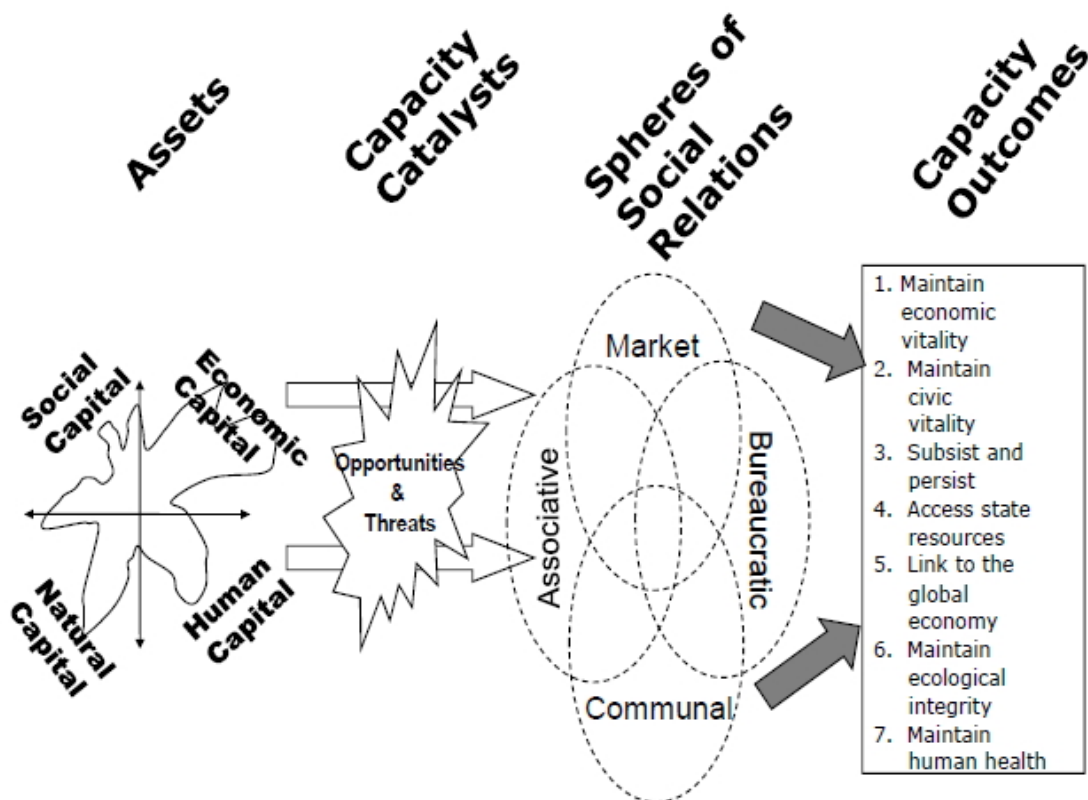 Assets
Capacity
Catalysts
Spheres of
Social
Relations
Capacity
Outcomes
Social
Capital
Economic
Capital
Natural
Capital
Human
Capital
Opportunities
&
Threats
Market
Associative
Bureaucratic
Communal
1. Maintain
economic
vitality
2. Maintain
civic
vitality
3. Subsist and
persist
4. Access state
resources
5. Link to the
global
economy
6. Maintain
ecological
integrity
7. Maintain
human health